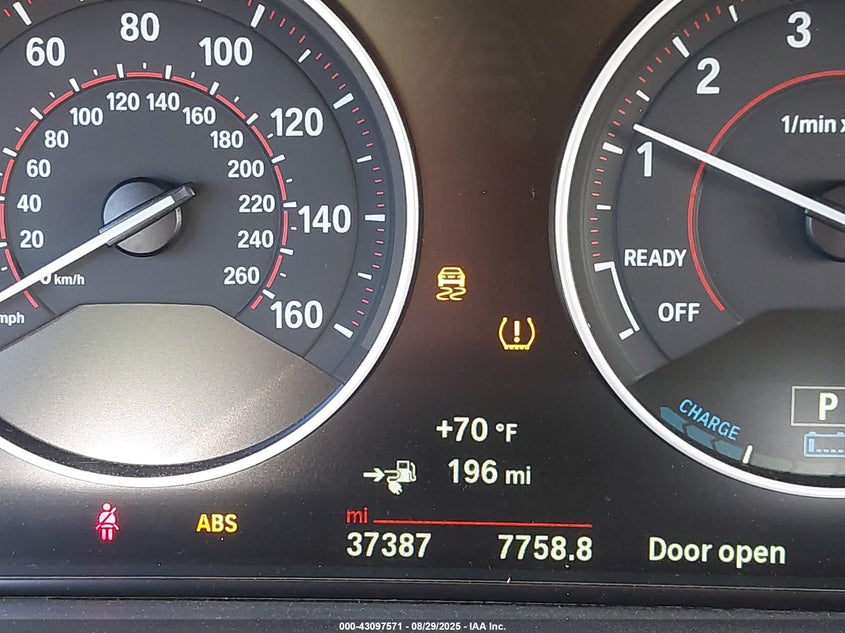 60 80 100 120 140 160
20 40 60 80 100 120 140 160 180 200 220 240 260
0 km/h
mph
1 2 3
1/min x
READY
OFF
CHARGE
P
+70 °F
196 mi
ABS
mi
37387 7758.8
Door open
000-43097571 - 08/29/2025 - IAA Inc.